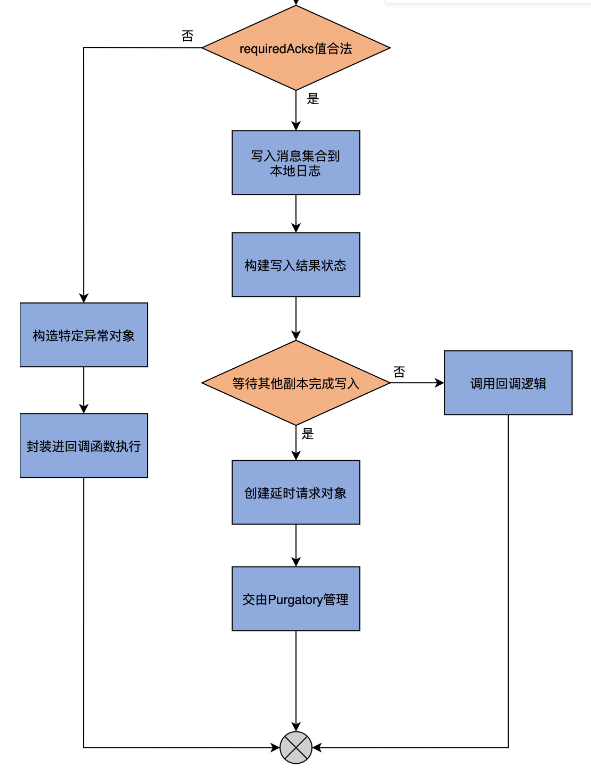 否
requiredAcks值合法
是
写入消息集合到
本地日志
构建写入结果状态
构造特定异常对象
等待其他副本完成写入
否
调用回调逻辑
是
封装进回调函数执行
创建延时请求对象
交由Purgatory管理